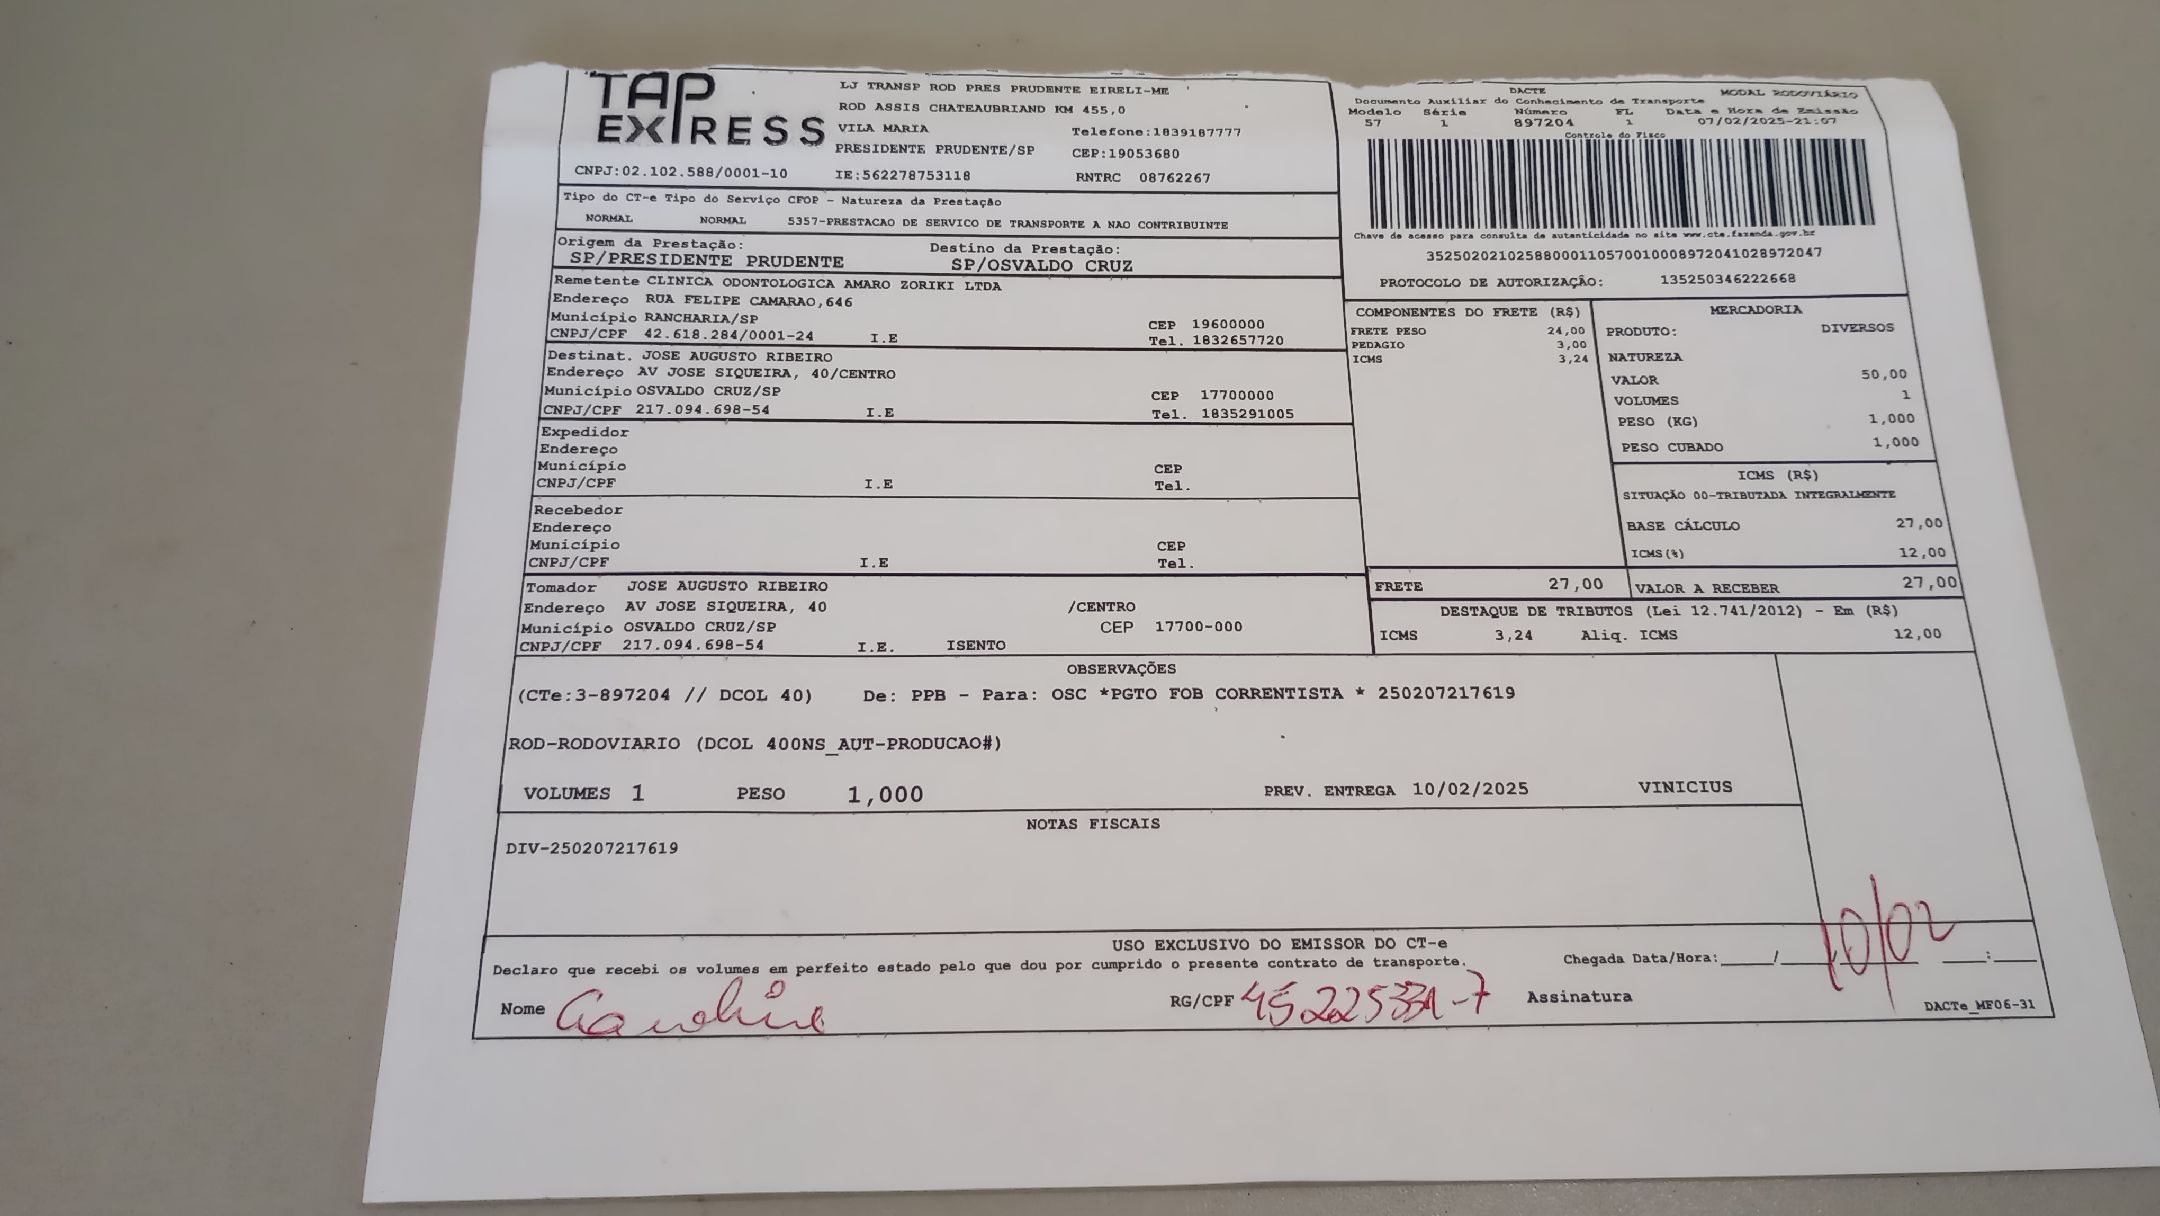 TAP EXPRESS
LJ TRANSP ROD PRES PRUDENTE EIRELI-ME
ROD ASSIS CHATEAUBRIAND KM 455,0
VILA MARIA Telefone:1839187777
PRESIDENTE PRUDENTE/SP CEP:19053680
CNPJ:02.102.588/0001-10 IE:562278753118 RNTRC 08762267
DACTE MODAL RODOVIÁRIO
Documento Auxiliar do Conhecimento de Transporte
Modelo Série Número FL Data e Hora de Emissão
57 1 897204 1 07/02/2025-21:07
Controle do Fisco
Chave de acesso para consulta de autenticidade no site www.cte.fazenda.gov.br
35250202102588000110570010008972041028972047
PROTOCOLO DE AUTORIZAÇÃO: 135250346222668
Tipo do CT-e Tipo do Serviço CFOP - Natureza da Prestação
NORMAL NORMAL 5357-PRESTACAO DE SERVICO DE TRANSPORTE A NAO CONTRIBUINTE
Origem da Prestação: Destino da Prestação:
SP/PRESIDENTE PRUDENTE SP/OSVALDO CRUZ
Remetente CLINICA ODONTOLOGICA AMARO ZORIKI LTDA
Endereço RUA FELIPE CAMARAO,646
Município RANCHARIA/SP CEP 19600000
CNPJ/CPF 42.618.284/0001-24 I.E Tel. 1832657720
Destinat. JOSE AUGUSTO RIBEIRO
Endereço AV JOSE SIQUEIRA, 40/CENTRO
Município OSVALDO CRUZ/SP CEP 17700000
CNPJ/CPF 217.094.698-54 I.E Tel. 1835291005
Expedidor
Endereço
Município CEP
CNPJ/CPF I.E Tel.
Recebedor
Endereço
Município CEP
CNPJ/CPF I.E Tel.
Tomador JOSE AUGUSTO RIBEIRO
Endereço AV JOSE SIQUEIRA, 40 /CENTRO
Município OSVALDO CRUZ/SP CEP 17700-000
CNPJ/CPF 217.094.698-54 I.E. ISENTO
COMPONENTES DO FRETE (R$)
FRETE PESO 24,00
PEDAGIO 3,00
ICMS 3,24
MERCADORIA
PRODUTO: DIVERSOS
NATUREZA
VALOR 50,00
VOLUMES 1
PESO (KG) 1,000
PESO CUBADO 1,000
ICMS (R$)
SITUAÇÃO 00-TRIBUTADA INTEGRALMENTE
BASE CÁLCULO 27,00
ICMS(%) 12,00
FRETE 27,00 VALOR A RECEBER 27,00
DESTAQUE DE TRIBUTOS (Lei 12.741/2012) - Em (R$)
ICMS 3,24 Aliq. ICMS 12,00
OBSERVAÇÕES
(CTe:3-897204 // DCOL 40) De: PPB - Para: OSC *PGTO FOB CORRENTISTA * 250207217619
ROD-RODOVIARIO (DCOL 400NS_AUT-PRODUCAO#)
VOLUMES 1 PESO 1,000 PREV. ENTREGA 10/02/2025 VINICIUS
NOTAS FISCAIS
DIV-250207217619
USO EXCLUSIVO DO EMISSOR DO CT-e
Declaro que recebi os volumes em perfeito estado pelo que dou por cumprido o presente contrato de transporte. Chegada Data/Hora:____/____/____ __:__ 10/02
Nome Caroline RG/CPF 45225331-7 Assinatura
DACTe_MF06-31